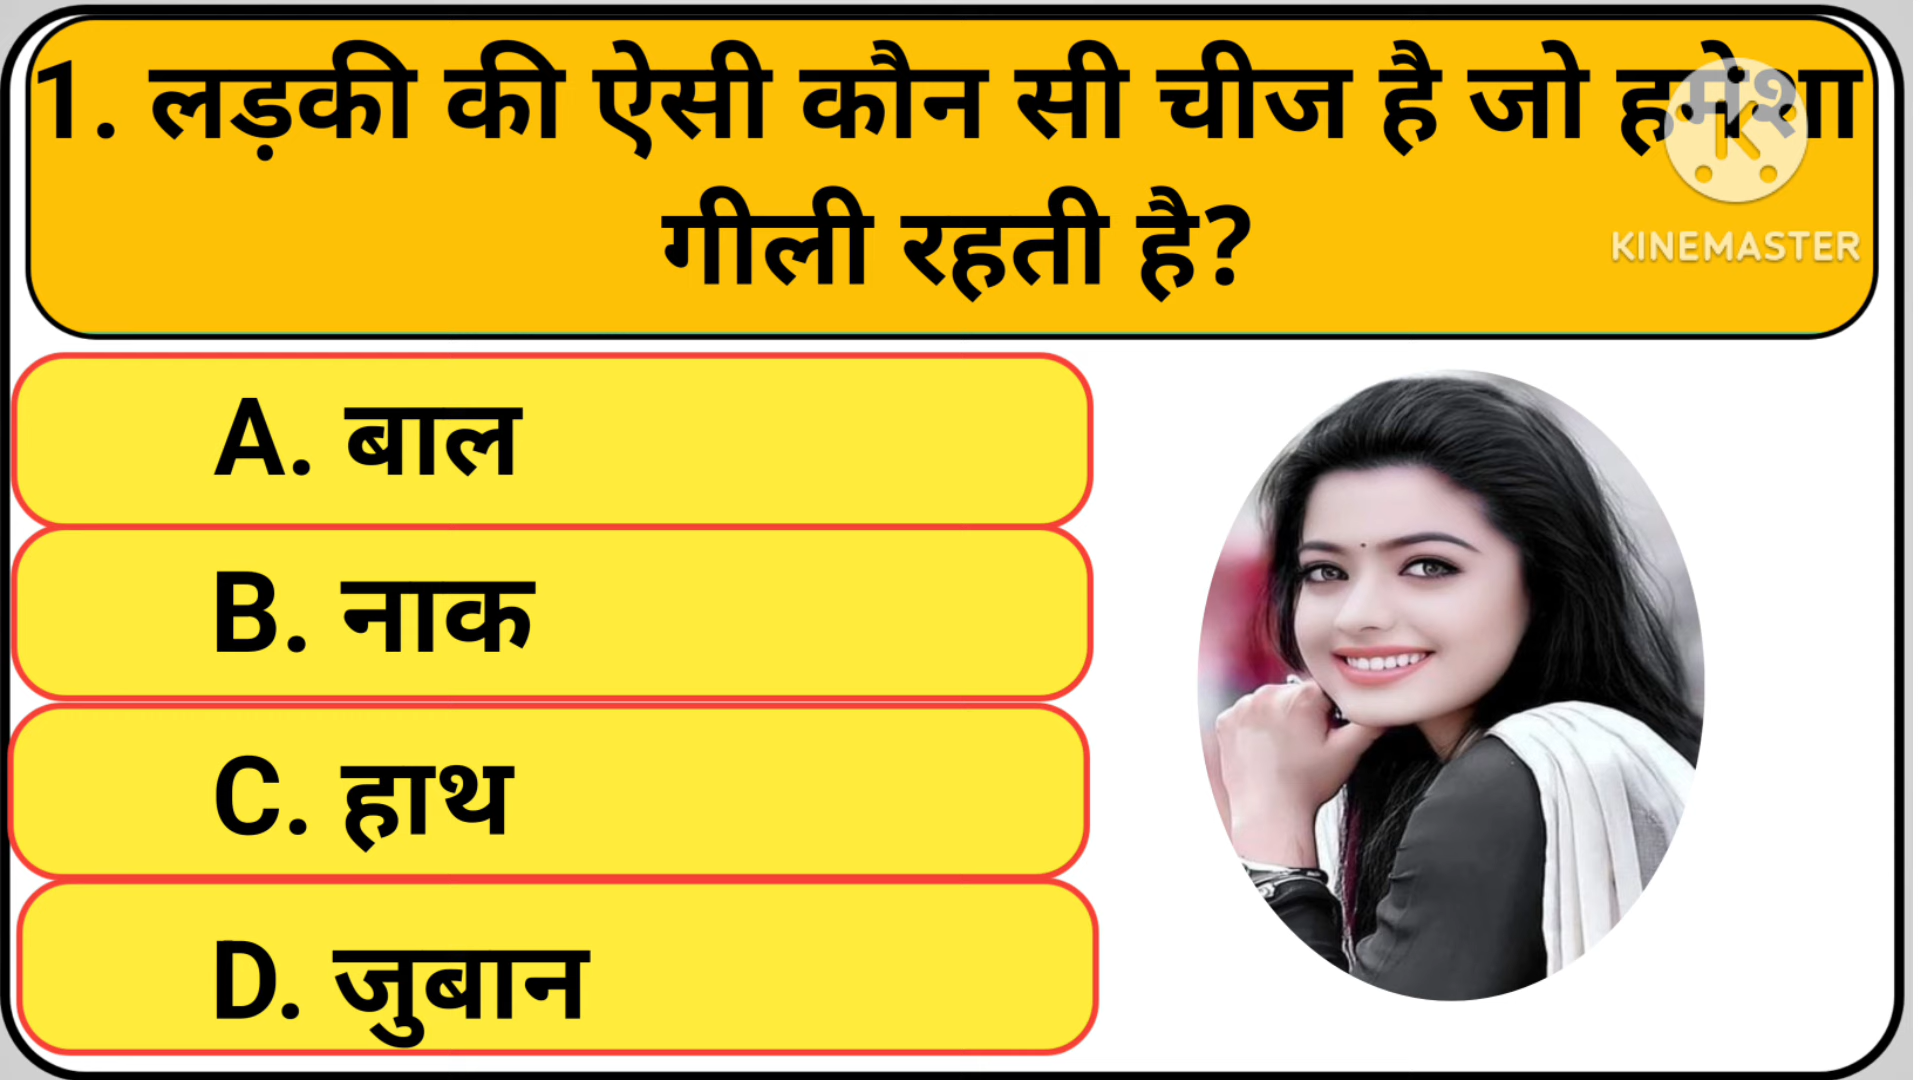 1. लड़की की ऐसी कौन सी चीज है जो हमेशा
गीली रहती है?
KINEMASTER
A. बाल
B. नाक
C. हाथ
D. जुबान